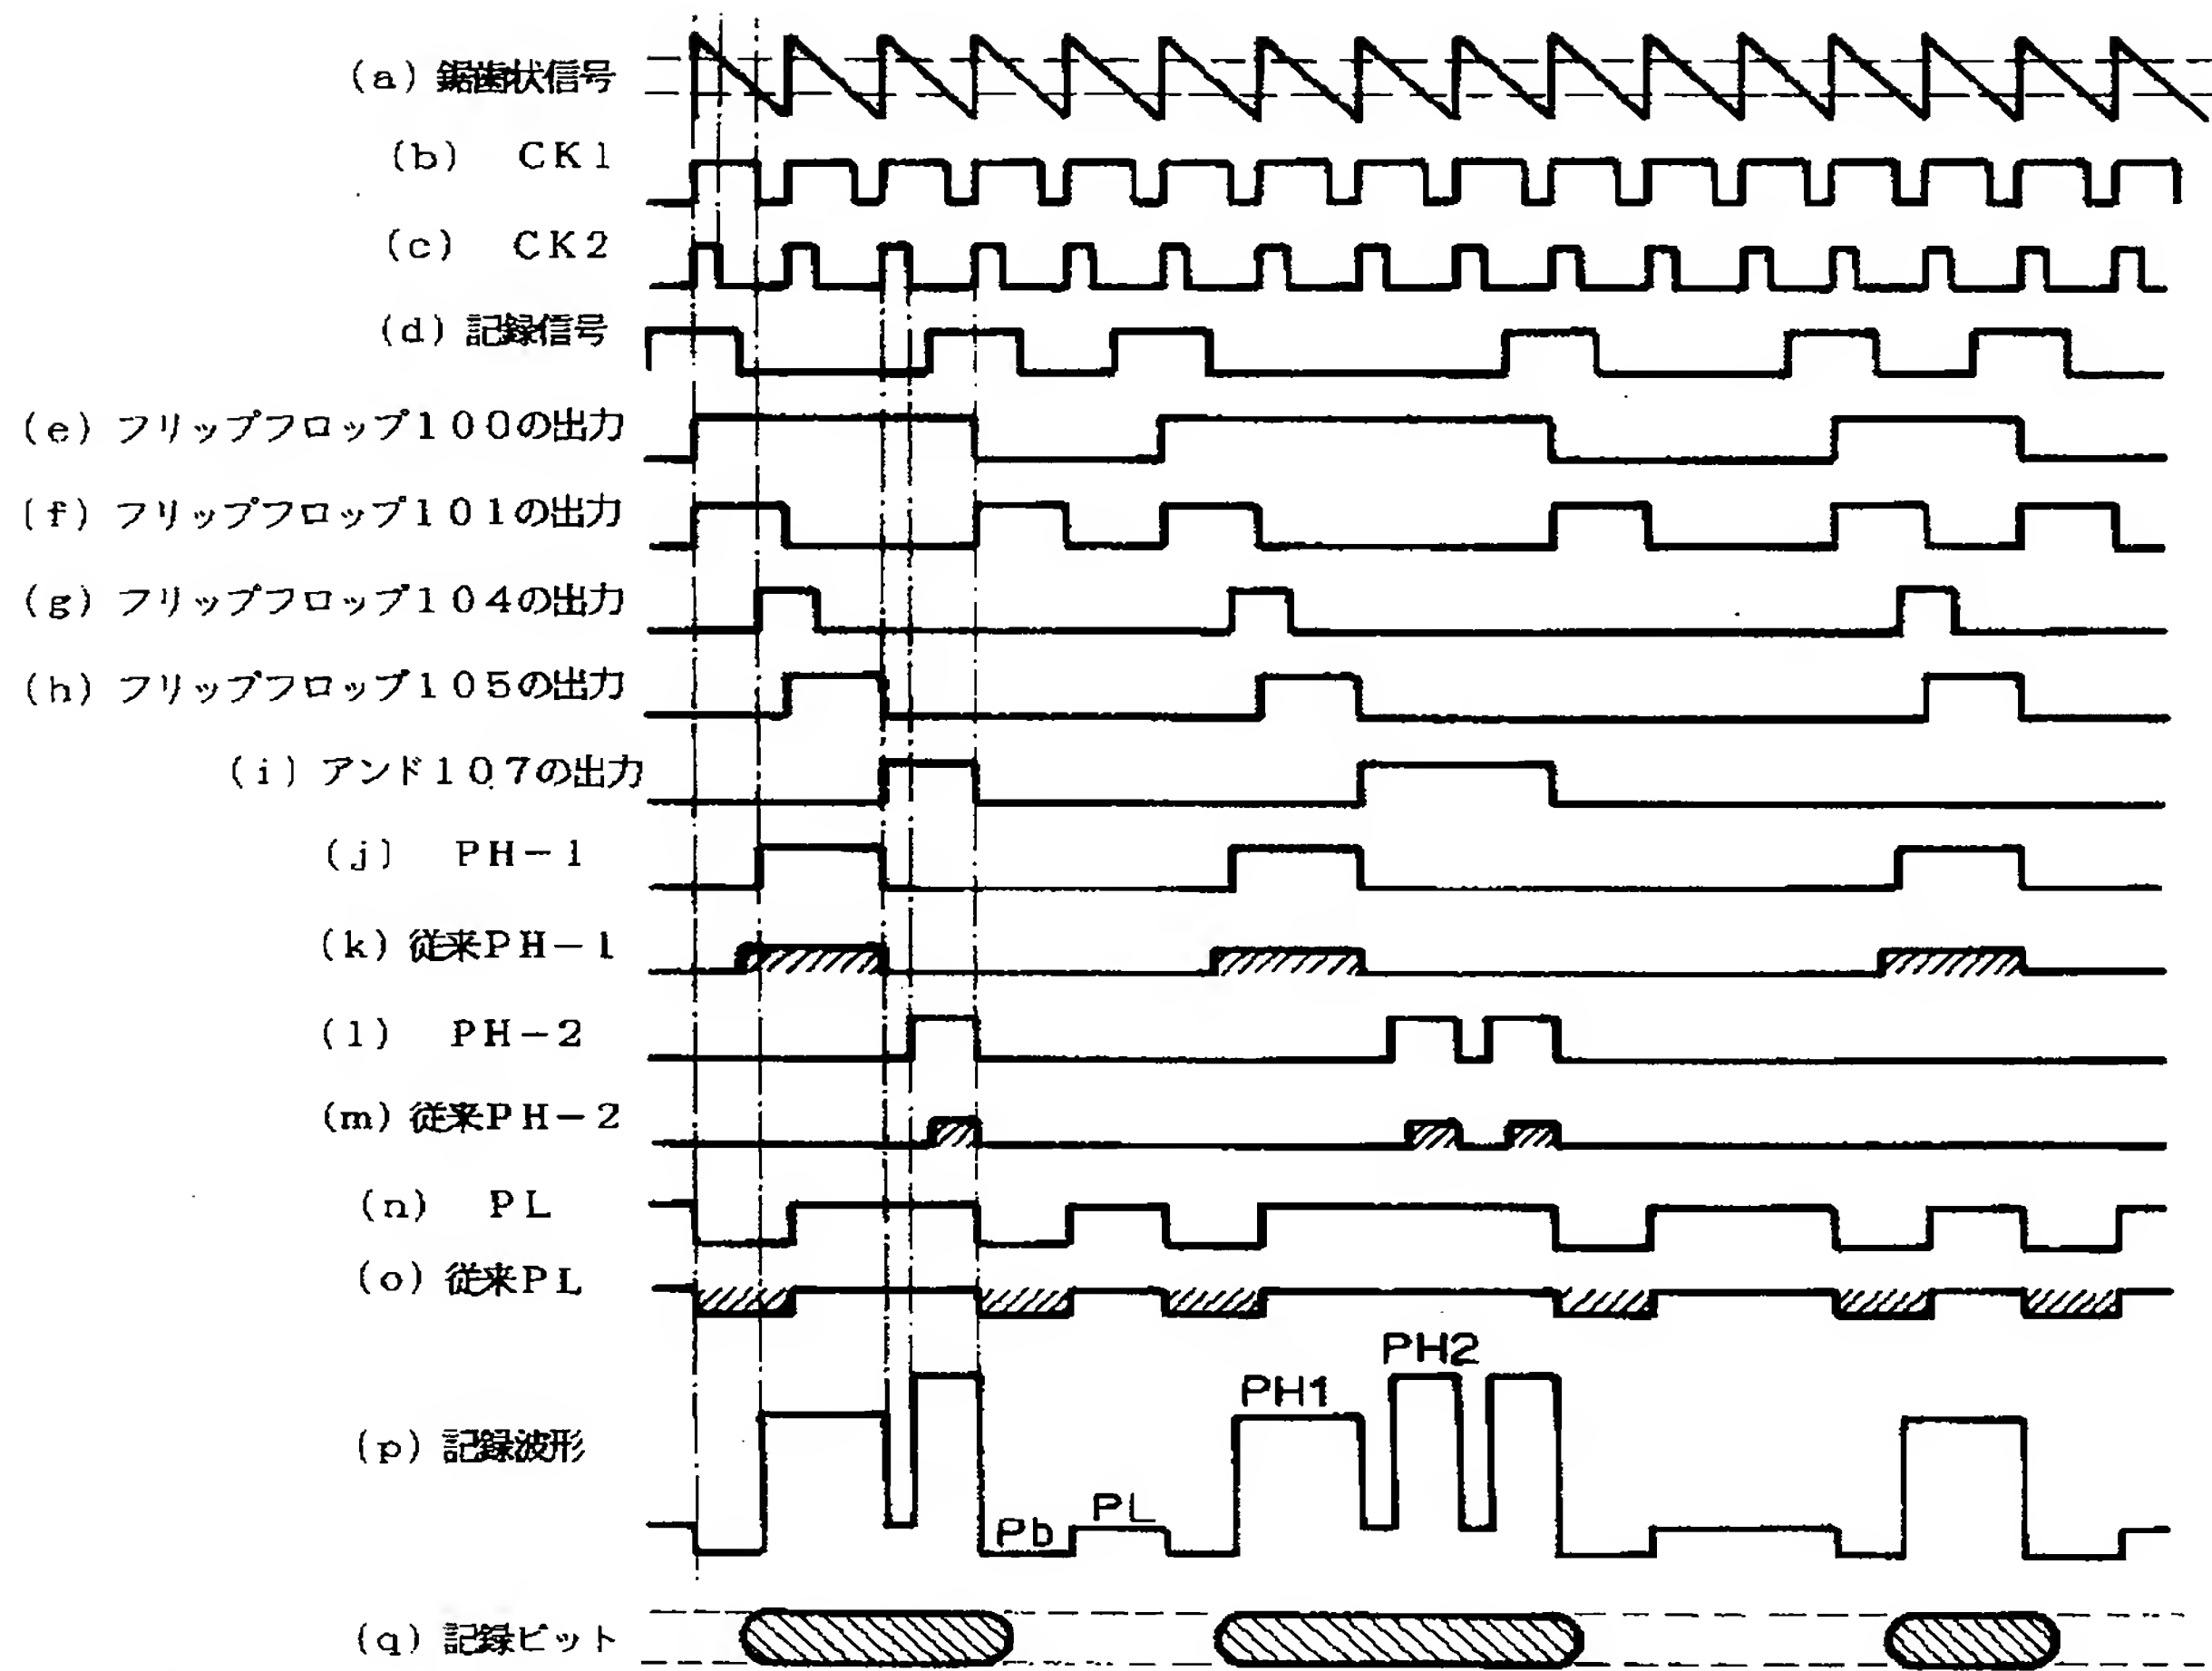 (a) 鋸歯状信号
(b) CK1
(c) CK2
(d) 記録信号
(e) フリップフロップ100の出力
(f) フリップフロップ101の出力
(g) フリップフロップ104の出力
(h) フリップフロップ105の出力
(i) アンド107の出力
(j) PH-1
(k) 従来PH-1
(l) PH-2
(m) 従来PH-2
(n) PL
(o) 従来PL
PH2
PH1
(p) 記録波形
PL
Pb
(q) 記録ピット